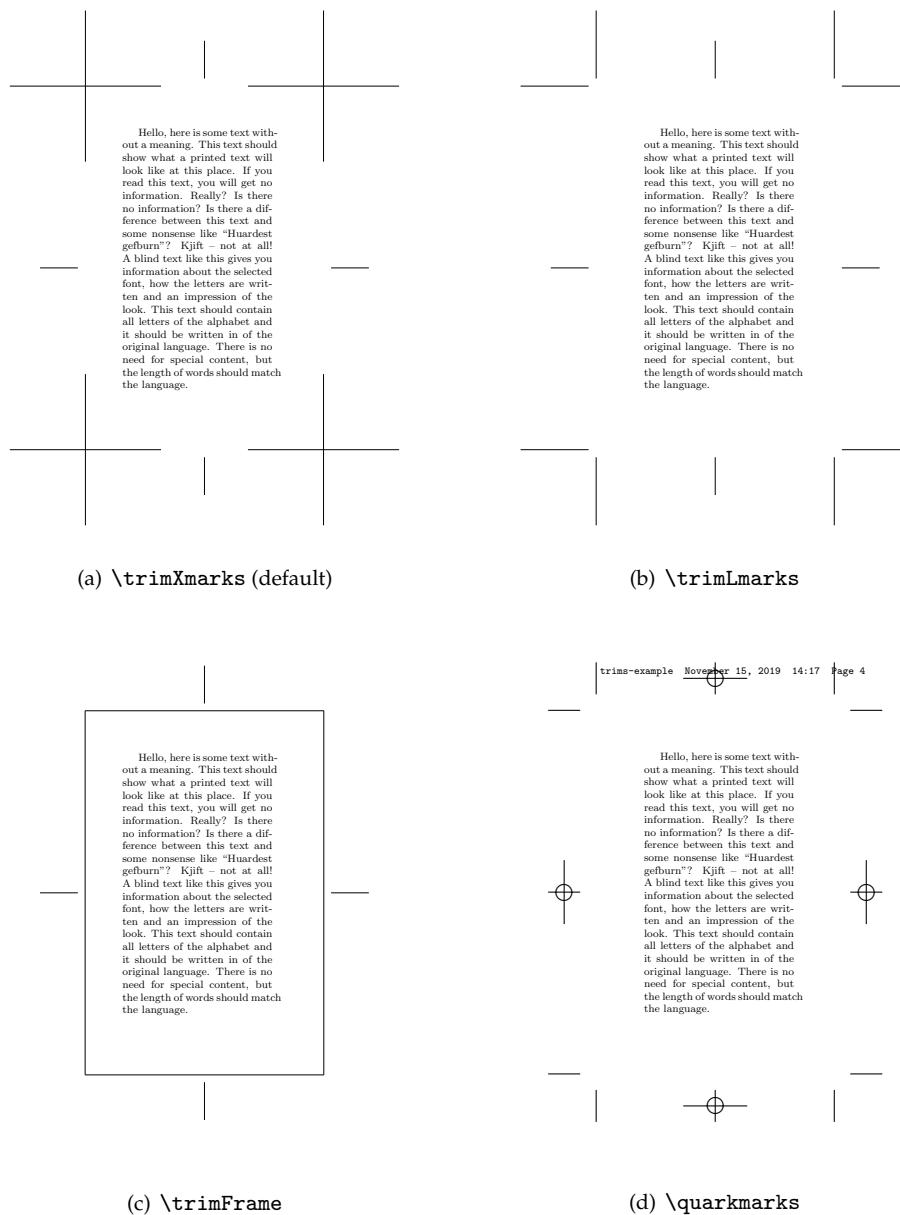 Hello, here is some text with-
out a meaning. This text should
show what a printed text will
look like at this place. If you
read this text, you will get no
information. Really? Is there
no information? Is there a dif-
ference between this text and
some nonsense like “Huardest
gefburn”? Kjift – not at all!
A blind text like this gives you
information about the selected
font, how the letters are writ-
ten and an impression of the
look. This text should contain
all letters of the alphabet and
it should be written in of the
original language. There is no
need for special content, but
the length of words should match
the language.
(a) \trimXmarks (default)
Hello, here is some text with-
out a meaning. This text should
show what a printed text will
look like at this place. If you
read this text, you will get no
information. Really? Is there
no information? Is there a dif-
ference between this text and
some nonsense like “Huardest
gefburn”? Kjift – not at all!
A blind text like this gives you
information about the selected
font, how the letters are writ-
ten and an impression of the
look. This text should contain
all letters of the alphabet and
it should be written in of the
original language. There is no
need for special content, but
the length of words should match
the language.
(b) \trimLmarks
Hello, here is some text with-
out a meaning. This text should
show what a printed text will
look like at this place. If you
read this text, you will get no
information. Really? Is there
no information? Is there a dif-
ference between this text and
some nonsense like “Huardest
gefburn”? Kjift – not at all!
A blind text like this gives you
information about the selected
font, how the letters are writ-
ten and an impression of the
look. This text should contain
all letters of the alphabet and
it should be written in of the
original language. There is no
need for special content, but
the length of words should match
the language.
(c) \trimFrame
trims-example November 15, 2019 14:17 Page 4
Hello, here is some text with-
out a meaning. This text should
show what a printed text will
look like at this place. If you
read this text, you will get no
information. Really? Is there
no information? Is there a dif-
ference between this text and
some nonsense like “Huardest
gefburn”? Kjift – not at all!
A blind text like this gives you
information about the selected
font, how the letters are writ-
ten and an impression of the
look. This text should contain
all letters of the alphabet and
it should be written in of the
original language. There is no
need for special content, but
the length of words should match
the language.
(d) \quarkmarks